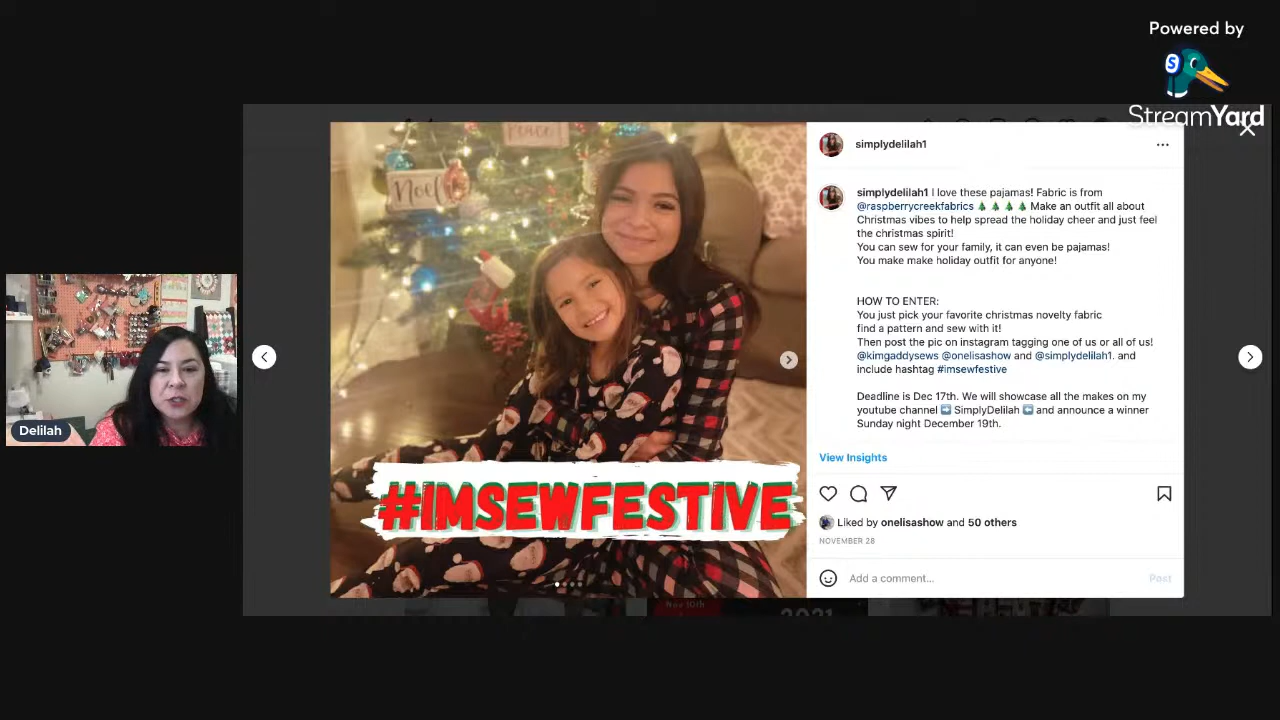 Powered by
StreamYard
Peace!
Noel
simplydelilah1
simplydelilah1 I love these pajamas! Fabric is from
@raspberrycreekfabrics 🎄🎄🎄🎄 Make an outfit all about
Christmas vibes to help spread the holiday cheer and just feel
the christmas spirit!
You can sew for your family, it can even be pajamas!
You make make holiday outfit for anyone!
HOW TO ENTER:
You just pick your favorite christmas novelty fabric
find a pattern and sew with it!
Then post the pic on instagram tagging one of us or all of us!
@kimgaddysews @onelisashow and @simplydelilah1. and
include hashtag #imsewfestive
Deadline is Dec 17th. We will showcase all the makes on my
youtube channel ➡️ SimplyDelilah ⬅️ and announce a winner
Sunday night December 19th.
View Insights
Delilah
#IMSEWFESTIVE
Liked by onelisashow and 50 others
NOVEMBER 28
Add a comment...
Post
Nov 10th
2021